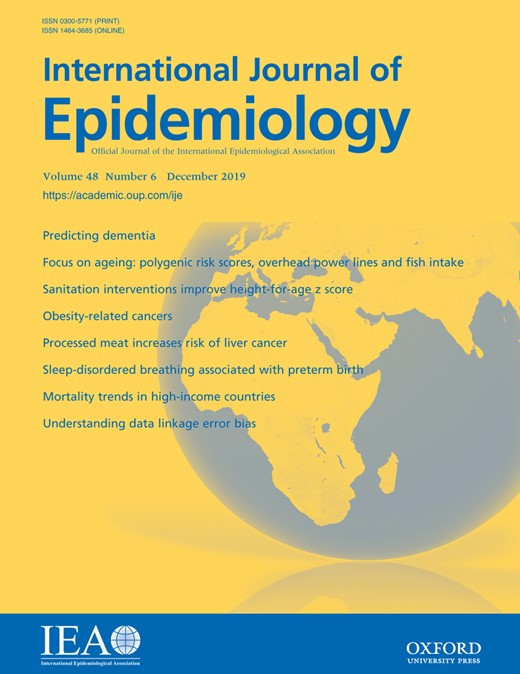 ISSN 0300-5771 (PRINT)
ISSN 1464-3685 (ONLINE)
International Journal of
Epidemiology
Official Journal of the International Epidemiological Association
Volume 48 Number 6 December 2019
https://academic.oup.com/ije
Predicting dementia
Focus on ageing: polygenic risk scores, overhead power lines and fish intake
Sanitation interventions improve height-for-age z score
Obesity-related cancers
Processed meat increases risk of liver cancer
Sleep-disordered breathing associated with preterm birth
Mortality trends in high-income countries
Understanding data linkage error bias
IEA
International Epidemiological Association
OXFORD
UNIVERSITY PRESS